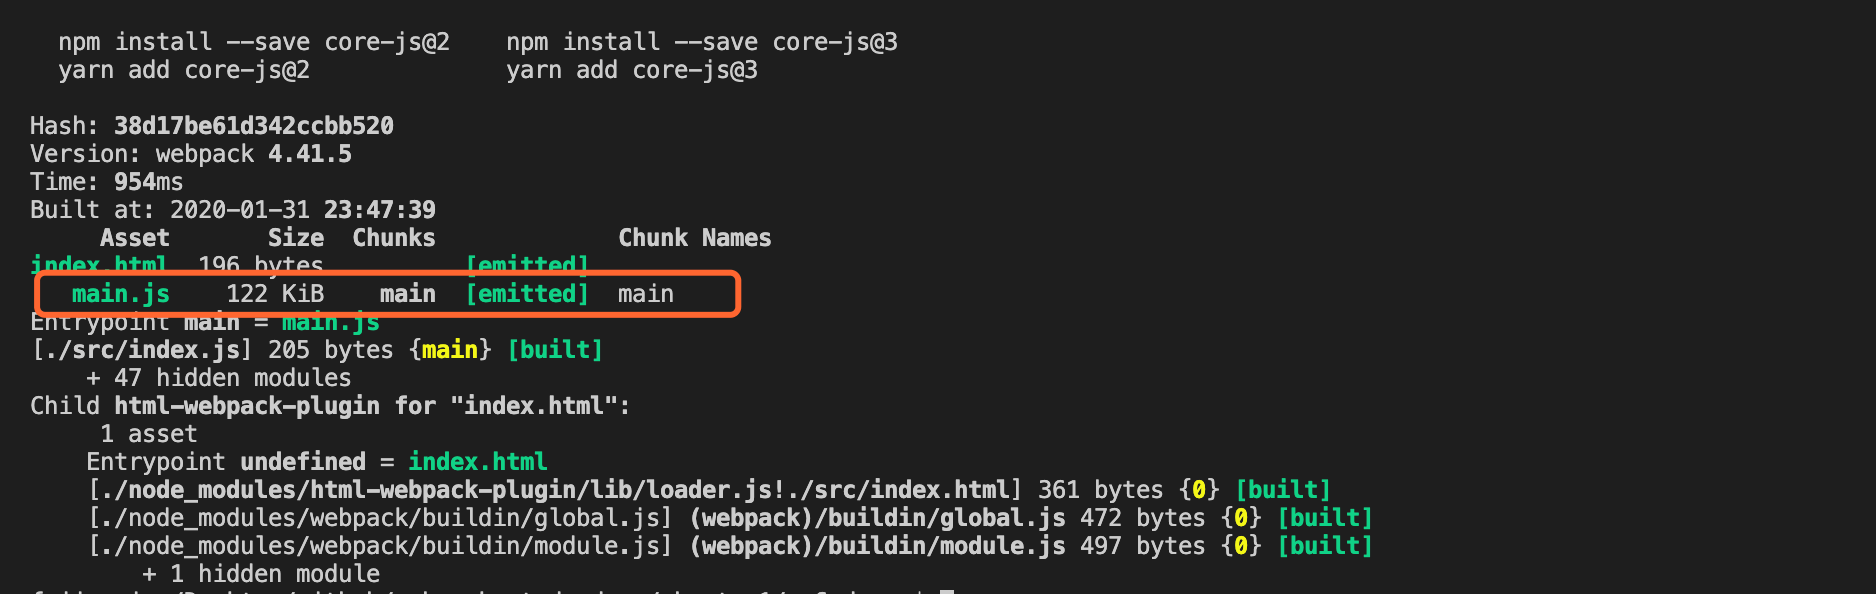 npm install --save core-js@2    npm install --save core-js@3
yarn add core-js@2              yarn add core-js@3
Hash: 38d17be61d342ccbb520
Version: webpack 4.41.5
Time: 954ms
Built at: 2020-01-31 23:47:39
Asset       Size  Chunks             Chunk Names
index.html  196 bytes          [emitted]
main.js    122 KiB    main  [emitted]  main
Entrypoint main = main.js
[./src/index.js] 205 bytes {main} [built]
+ 47 hidden modules
Child html-webpack-plugin for "index.html":
1 asset
Entrypoint undefined = index.html
[./node_modules/html-webpack-plugin/lib/loader.js!./src/index.html] 361 bytes {0} [built]
[./node_modules/webpack/buildin/global.js] (webpack)/buildin/global.js 472 bytes {0} [built]
[./node_modules/webpack/buildin/module.js] (webpack)/buildin/module.js 497 bytes {0} [built]
+ 1 hidden module